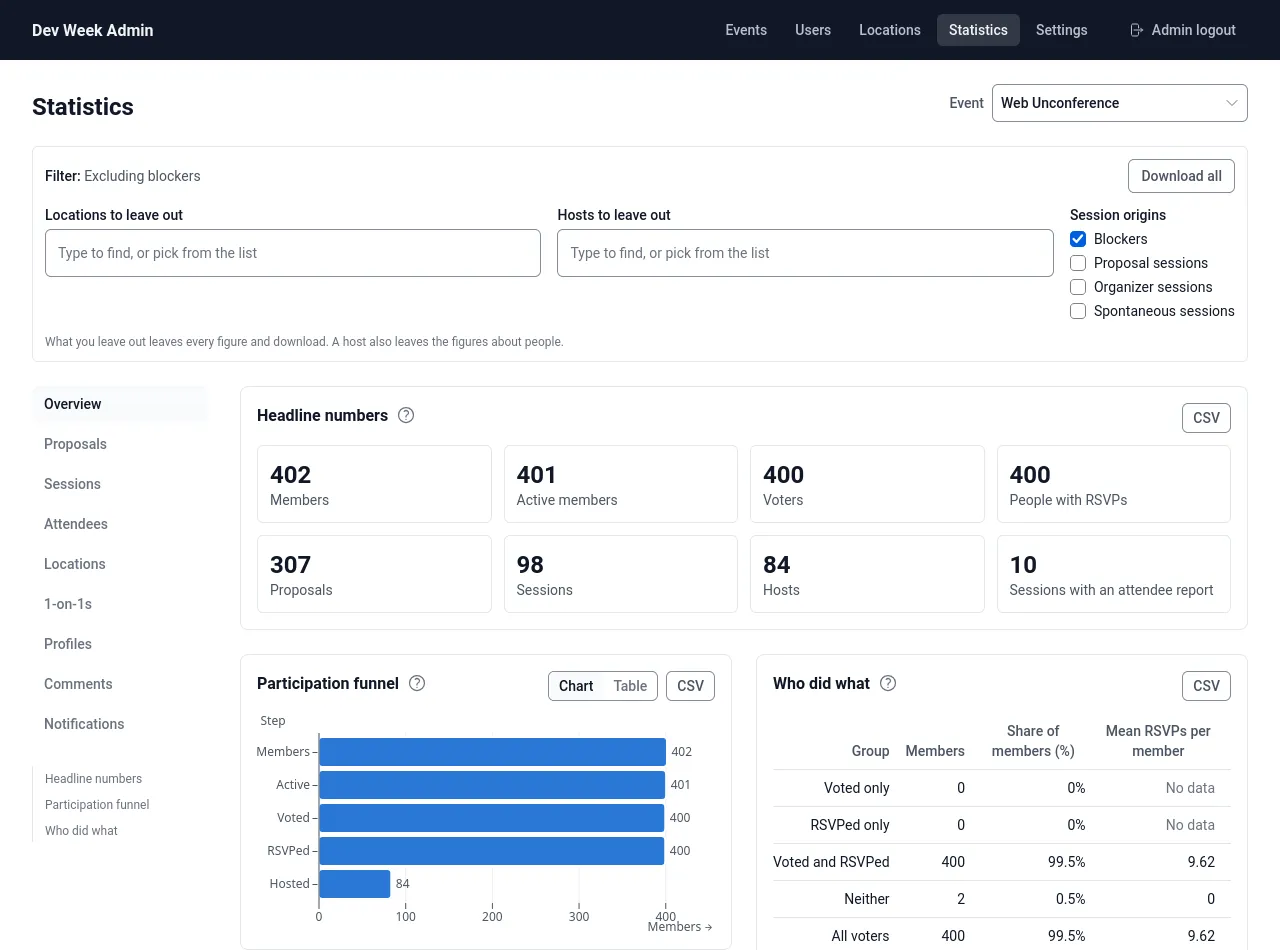 Dev Week Admin
Events Users Locations Statistics Settings Admin logout
Statistics
Event Web Unconference
Filter: Excluding blockers
Download all
Locations to leave out
Type to find, or pick from the list
Hosts to leave out
Type to find, or pick from the list
Session origins
Blockers
Proposal sessions
Organizer sessions
Spontaneous sessions
What you leave out leaves every figure and download. A host also leaves the figures about people.
Overview
Proposals
Sessions
Attendees
Locations
1-on-1s
Profiles
Comments
Notifications
Headline numbers
Participation funnel
Who did what
Headline numbers ?
CSV
402
Members
401
Active members
400
Voters
400
People with RSVPs
307
Proposals
98
Sessions
84
Hosts
10
Sessions with an attendee report
Participation funnel ?
Chart Table CSV
Step
Members 402
Active 401
Voted 400
RSVPed 400
Hosted 84
0 100 200 300 400
Members →
Who did what ?
CSV
Group Members Share of members (%) Mean RSVPs per member
Voted only 0 0% No data
RSVPed only 0 0% No data
Voted and RSVPed 400 99.5% 9.62
Neither 2 0.5% 0
All voters 400 99.5% 9.62